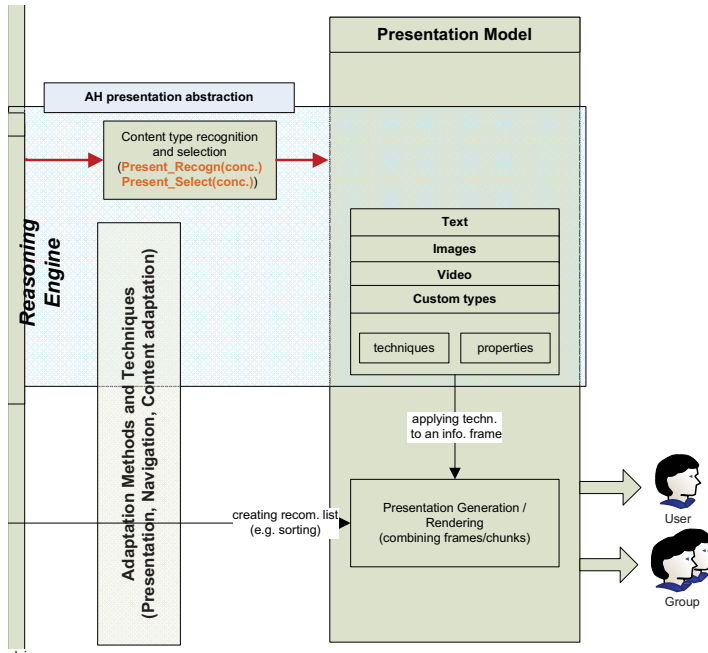 Presentation Model
AH presentation abstraction
Content type recognition
and selection
(Present_Recogn(conc.)
Present_Select(conc.))
Reasoning
Engine
Text
Images
Video
Custom types
techniques
properties
Adaptation Methods and Techniques
(Presentation, Navigation, Content adaptation)
applying techn.
to an info. frame
creating recom. list
(e.g. sorting)
Presentation Generation /
Rendering
(combining frames/chunks)
User
Group